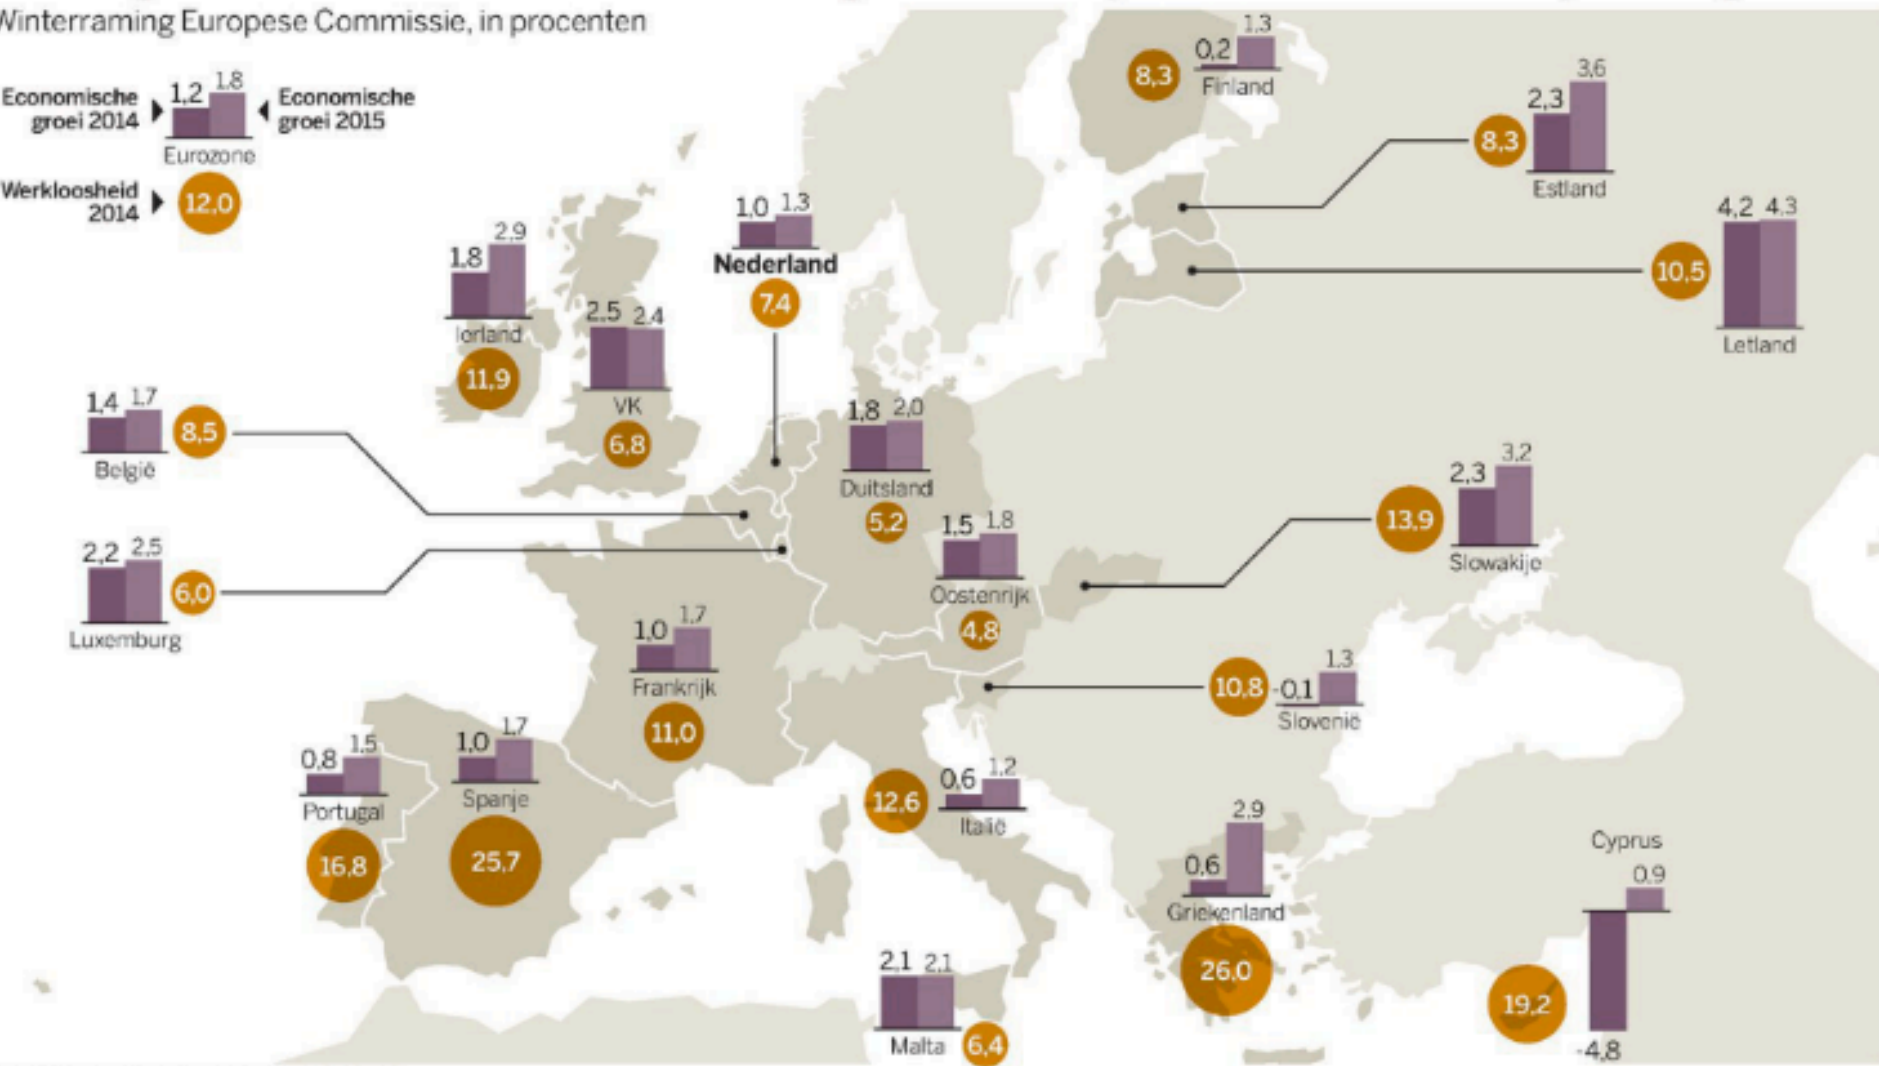 Winterraming Europese Commissie, in procenten
Economische groei 2014
1,2 1,8
Economische groei 2015
Eurozone
Werkloosheid 2014
12,0
8,3
0,2 1,3
Finland
8,3
2,3 3,6
Estland
10,5
4,2 4,3
Letland
1,8 2,9
Ierland
11,9
2,5 2,4
VK
6,8
1,0 1,3
Nederland
7,4
1,4 1,7
België
8,5
2,2 2,5
Luxemburg
6,0
1,8 2,0
Duitsland
5,2
1,5 1,8
Oostenrijk
4,8
13,9
2,3 3,2
Slowakije
1,0 1,7
Frankrijk
11,0
10,8
-0,1 1,3
Slovenië
0,8 1,5
Portugal
16,8
1,0 1,7
Spanje
25,7
12,6
0,6 1,2
Italië
0,6 2,9
Griekenland
26,0
Cyprus
0,9
-4,8
19,2
2,1 2,1
Malta
6,4